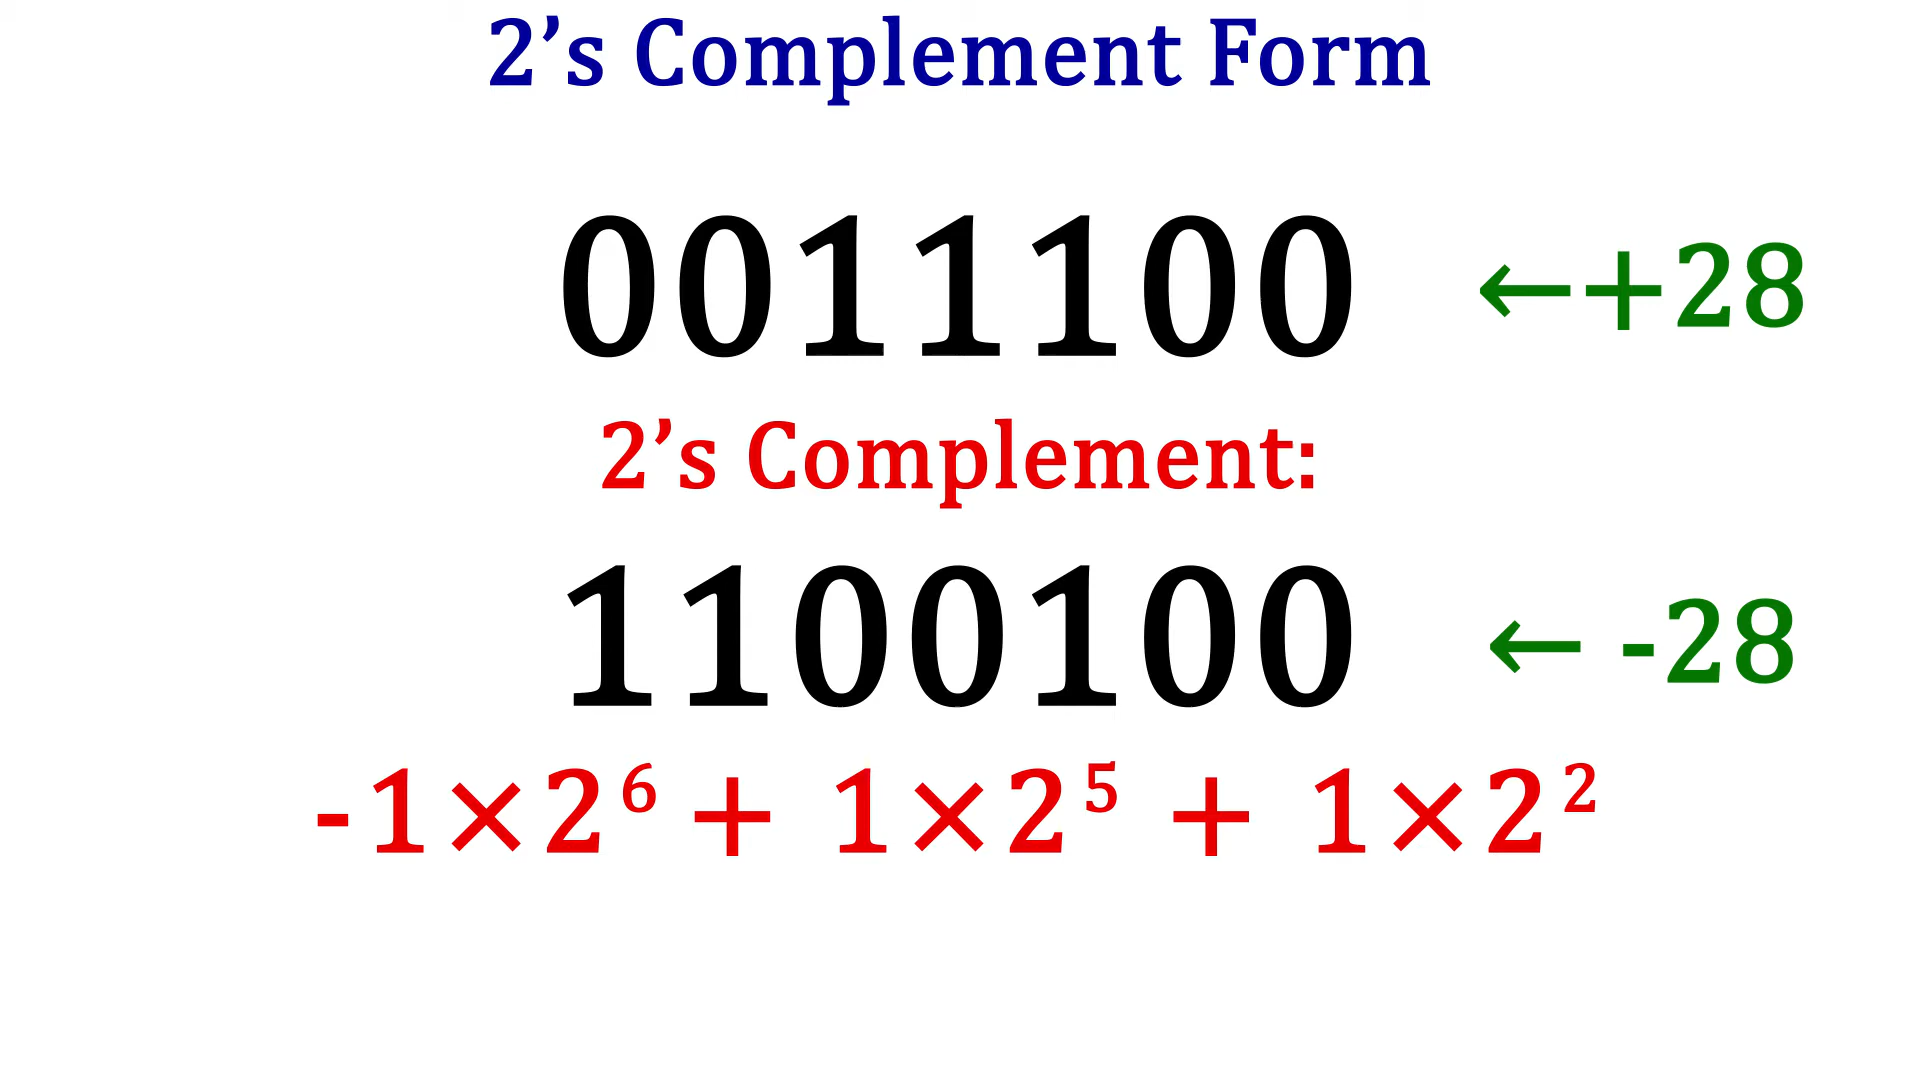 2’s Complement Form
0011100 ←+28
2’s Complement:
1100100 ← -28
-1×2⁶ + 1×2⁵ + 1×2²